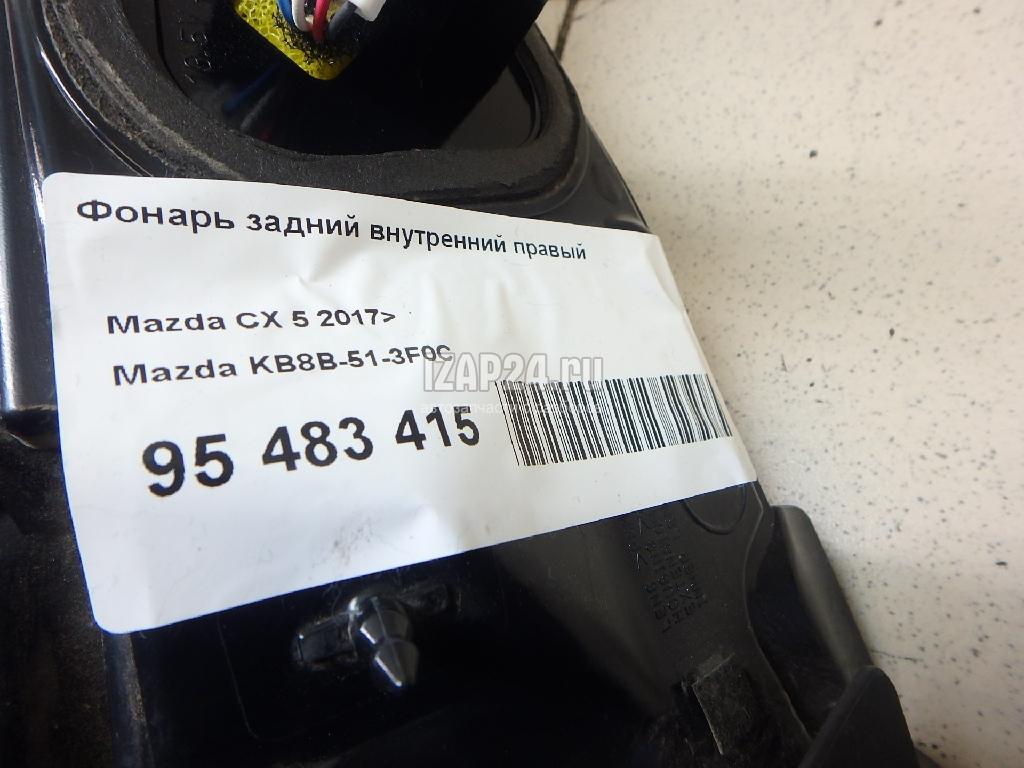 Фонарь задний внутренний правый
Mazda CX 5 2017>
Mazda KB8B-51-3F0C
IZAP24.ru
95 483 415